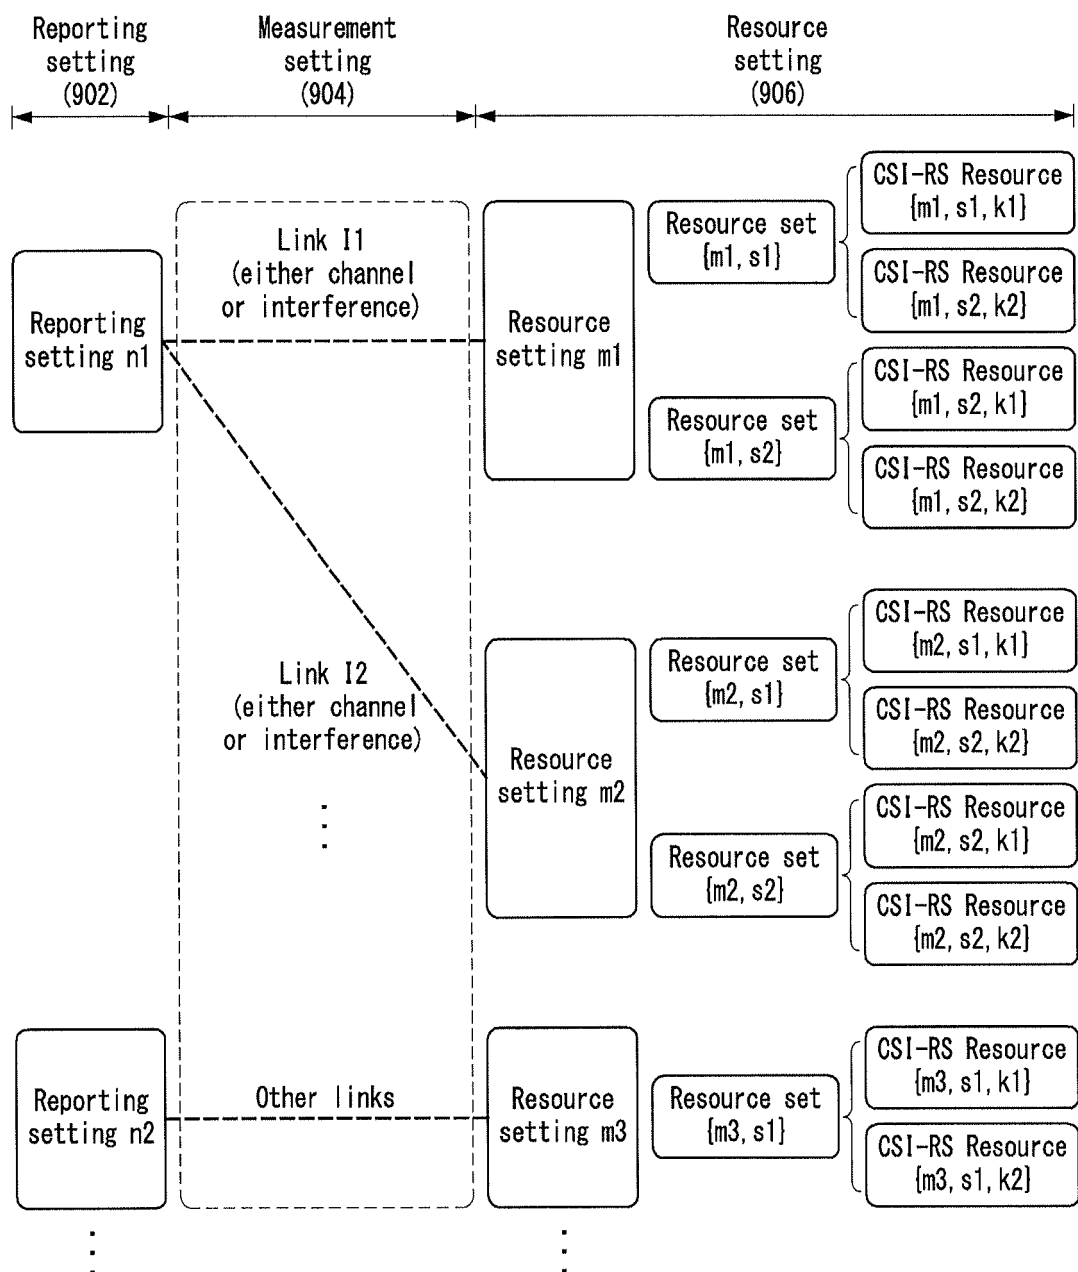 Reporting
setting
(902)
Measurement
setting
(904)
Resource
setting
(906)
Reporting
setting n1
Link I1
(either channel
or interference)
Resource
setting m1
Resource set
{m1, s1}
CSI-RS Resource
{m1, s1, k1}
CSI-RS Resource
{m1, s2, k2}
Resource set
{m1, s2}
CSI-RS Resource
{m1, s2, k1}
CSI-RS Resource
{m1, s2, k2}
Link I2
(either channel
or interference)
Resource
setting m2
Resource set
{m2, s1}
CSI-RS Resource
{m2, s1, k1}
CSI-RS Resource
{m2, s2, k2}
Resource set
{m2, s2}
CSI-RS Resource
{m2, s2, k1}
CSI-RS Resource
{m2, s2, k2}
Reporting
setting n2
Other links
Resource
setting m3
Resource set
{m3, s1}
CSI-RS Resource
{m3, s1, k1}
CSI-RS Resource
{m3, s1, k2}